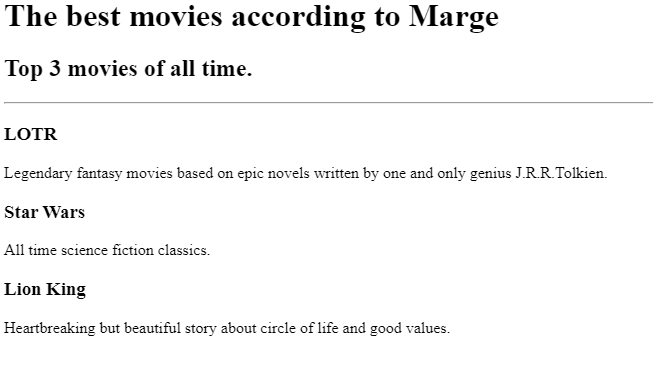 The best movies according to Marge
Top 3 movies of all time.
LOTR
Legendary fantasy movies based on epic novels written by one and only genius J.R.R.Tolkien.
Star Wars
All time science fiction classics.
Lion King
Heartbreaking but beautiful story about circle of life and good values.